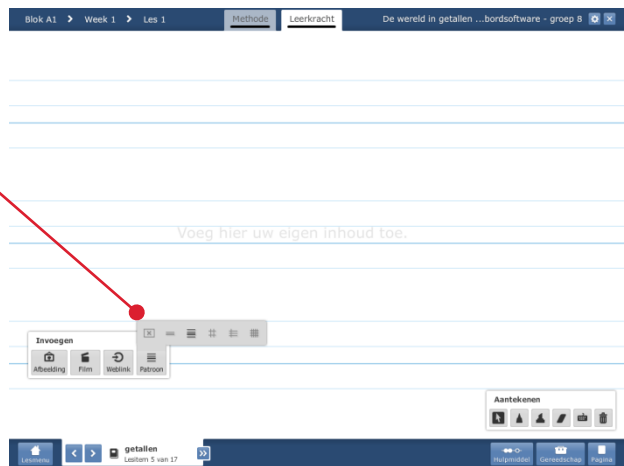 Blok A1 > Week 1 > Les 1
Methode
Leerkracht
De wereld in getallen ...bordsoftware - groep 8
Voeg hier uw eigen inhoud toe.
Invoegen
Afbeelding
Film
Weblink
Patroon
Aantekenen
Lesmenu
getallen
Lesitem 5 van 17
Hulpmiddel
Gereedschap
Pagina